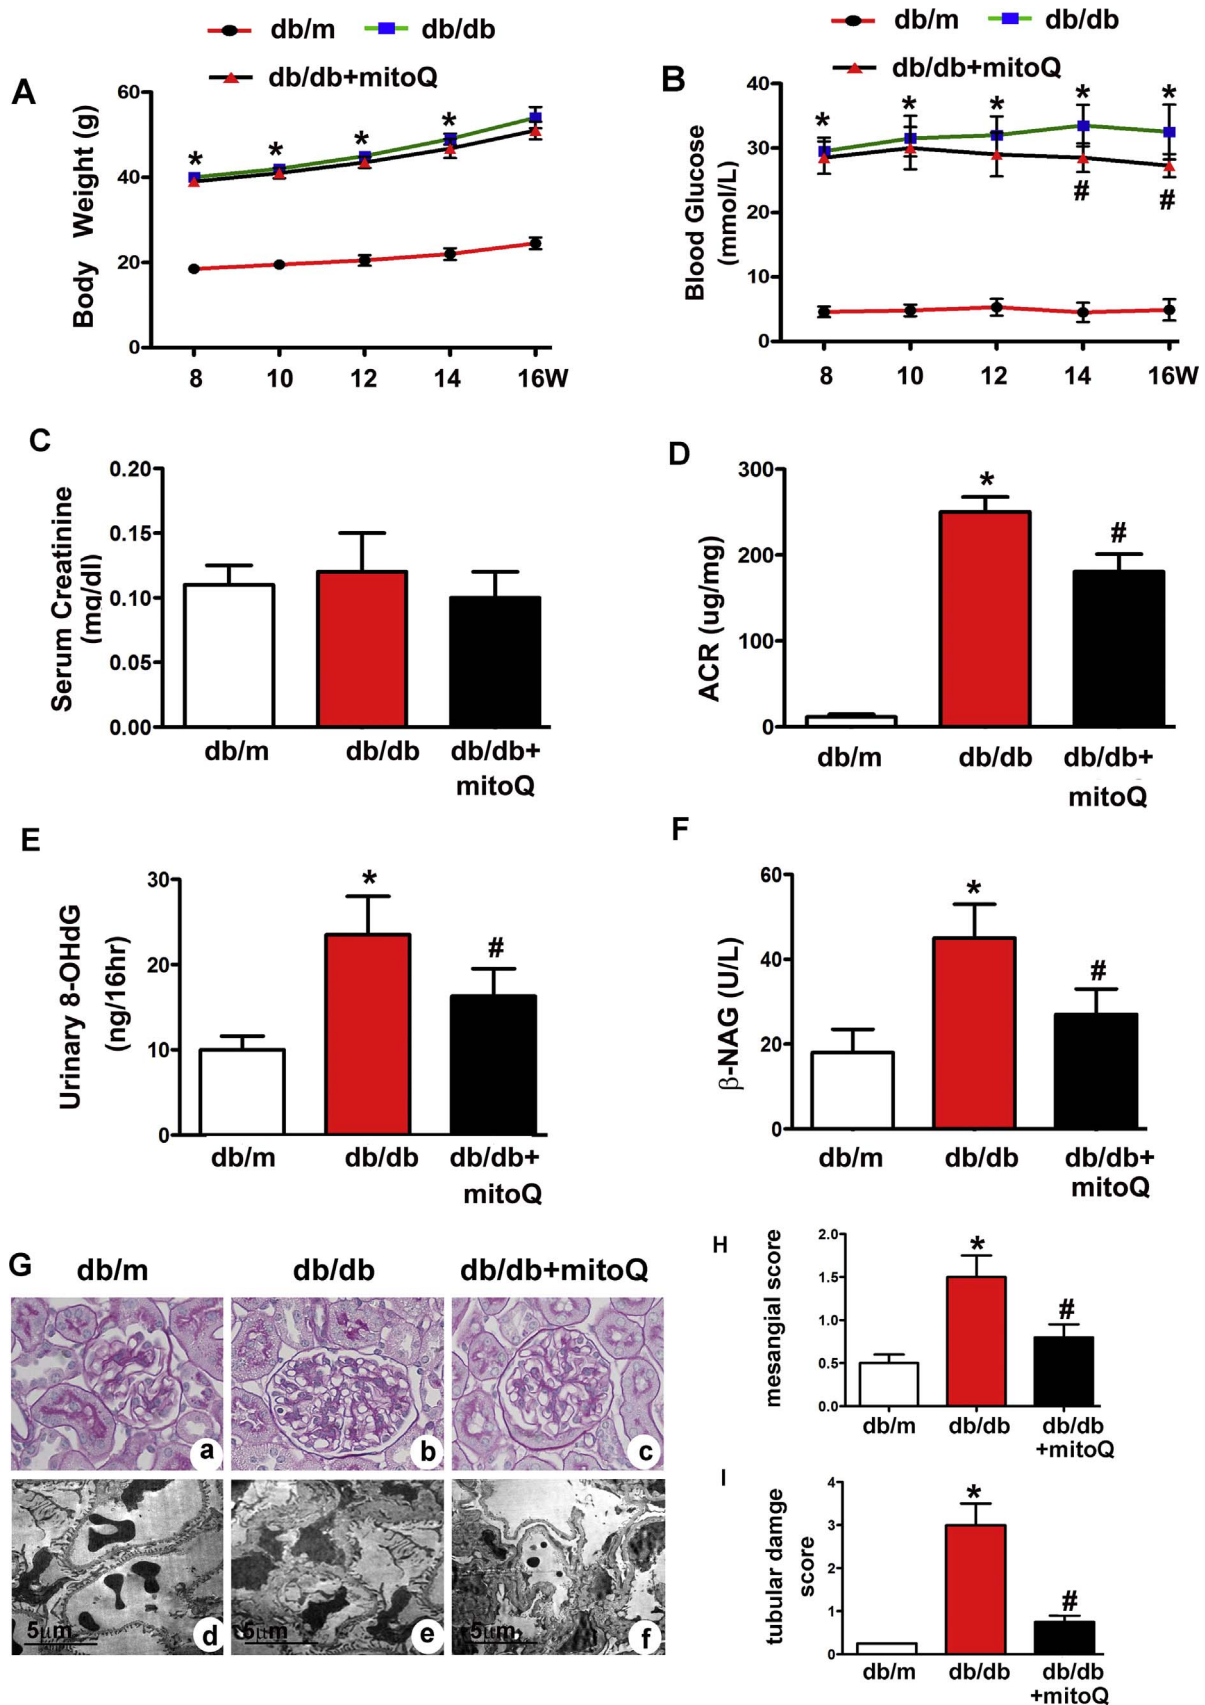 db/m db/db
db/db+mitoQ
A
Body Weight (g)
60
40
20
0
* * * *
8 10 12 14 16W
db/m db/db
db/db+mitoQ
B
Blood Glucose
(mmol/L)
40
30
20
10
0
* * * * *
# #
8 10 12 14 16W
C
Serum Creatinine
(mg/dl)
0.20
0.15
0.10
0.05
0.00
db/m db/db db/db+
mitoQ
D
ACR (ug/mg)
300
200
100
0
*
#
db/m db/db db/db+
mitoQ
E
Urinary 8-OHdG
(ng/16hr)
30
20
10
0
*
#
db/m db/db db/db+
mitoQ
F
β-NAG (U/L)
60
40
20
0
*
#
db/m db/db db/db+
mitoQ
G
db/m db/db db/db+mitoQ
a b c
5μm 5μm 5μm
d e f
H
mesangial score
2.0
1.5
1.0
0.5
0.0
*
#
db/m db/db db/db
+mitoQ
I
tubular damge
score
4
3
2
1
0
*
#
db/m db/db db/db
+mitoQ